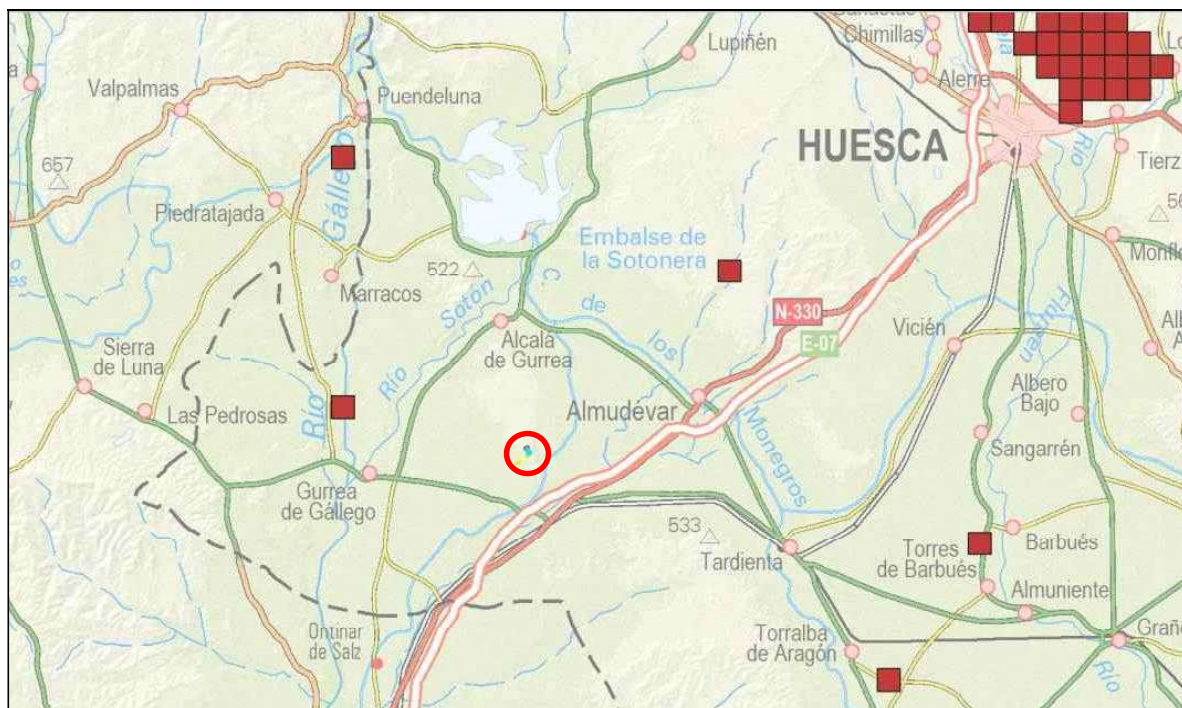 Lupiñén
Chimillas
Alerre
Valpalmas
Puendeluna
HUESCA
Río
Tierz
657
Piedratajada
Gállego
Embalse de
la Sotonera
522
Marracos
Sotón
Río
C.
de
los
Monegros
N-330
E-07
Vicién
Flumen
Sierra
de Luna
Alcalá
de Gurrea
Las Pedrosas
Río
Almudévar
Albero
Bajo
Sangarrén
Gurrea
de Gállego
533
Tardienta
Torres
de Barbués
Barbués
Almuniente
Ontinar
de Salz
Torralba
de Aragón
Río